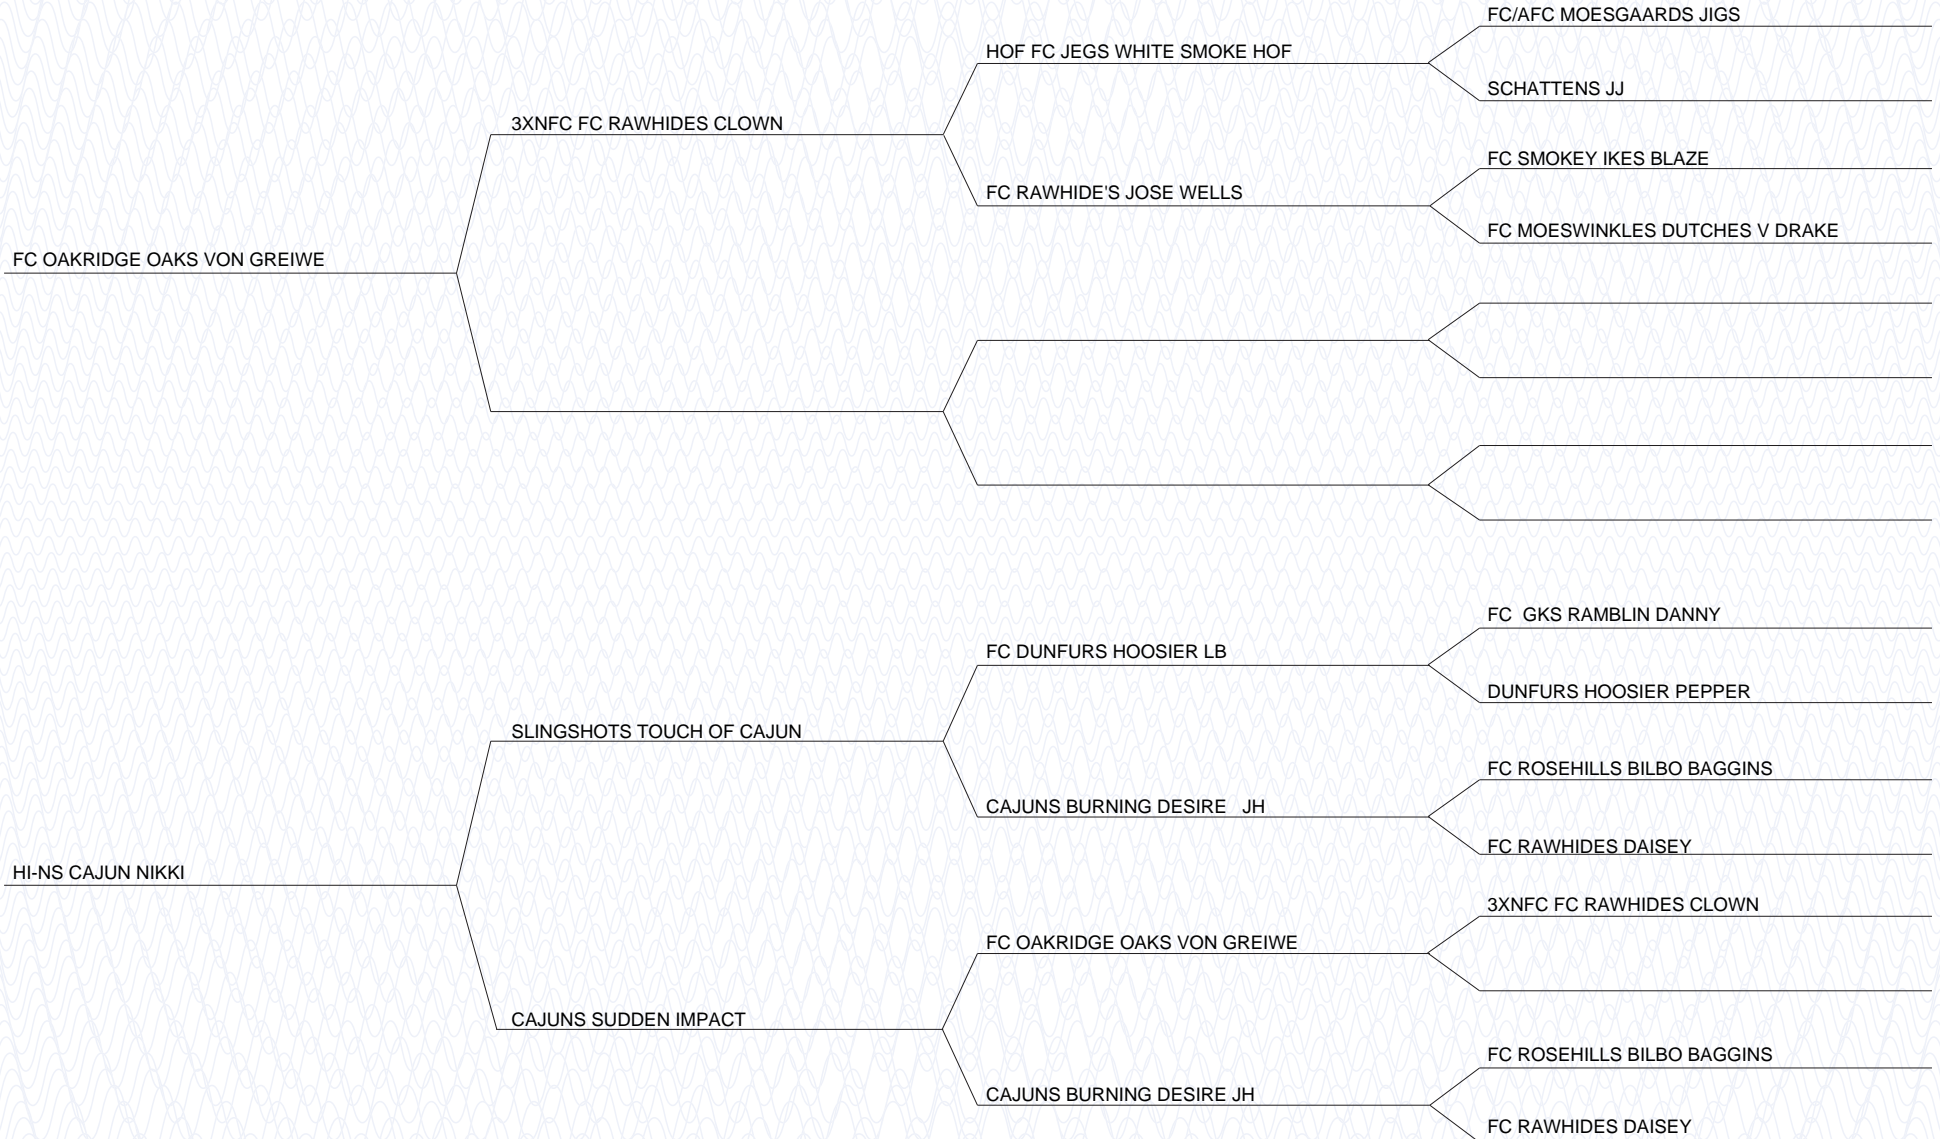 FC/AFC MOESGAARDS JIGS
HOF FC JEGS WHITE SMOKE HOF
SCHATTENS JJ
3XNFC FC RAWHIDES CLOWN
FC SMOKEY IKES BLAZE
FC RAWHIDE'S JOSE WELLS
FC MOESWINKLES DUTCHES V DRAKE
FC OAKRIDGE OAKS VON GREIWE
FC  GKS RAMBLIN DANNY
FC DUNFURS HOOSIER LB
DUNFURS HOOSIER PEPPER
SLINGSHOTS TOUCH OF CAJUN
FC ROSEHILLS BILBO BAGGINS
CAJUNS BURNING DESIRE   JH
FC RAWHIDES DAISEY
HI-NS CAJUN NIKKI
3XNFC FC RAWHIDES CLOWN
FC OAKRIDGE OAKS VON GREIWE
CAJUNS SUDDEN IMPACT
FC ROSEHILLS BILBO BAGGINS
CAJUNS BURNING DESIRE JH
FC RAWHIDES DAISEY